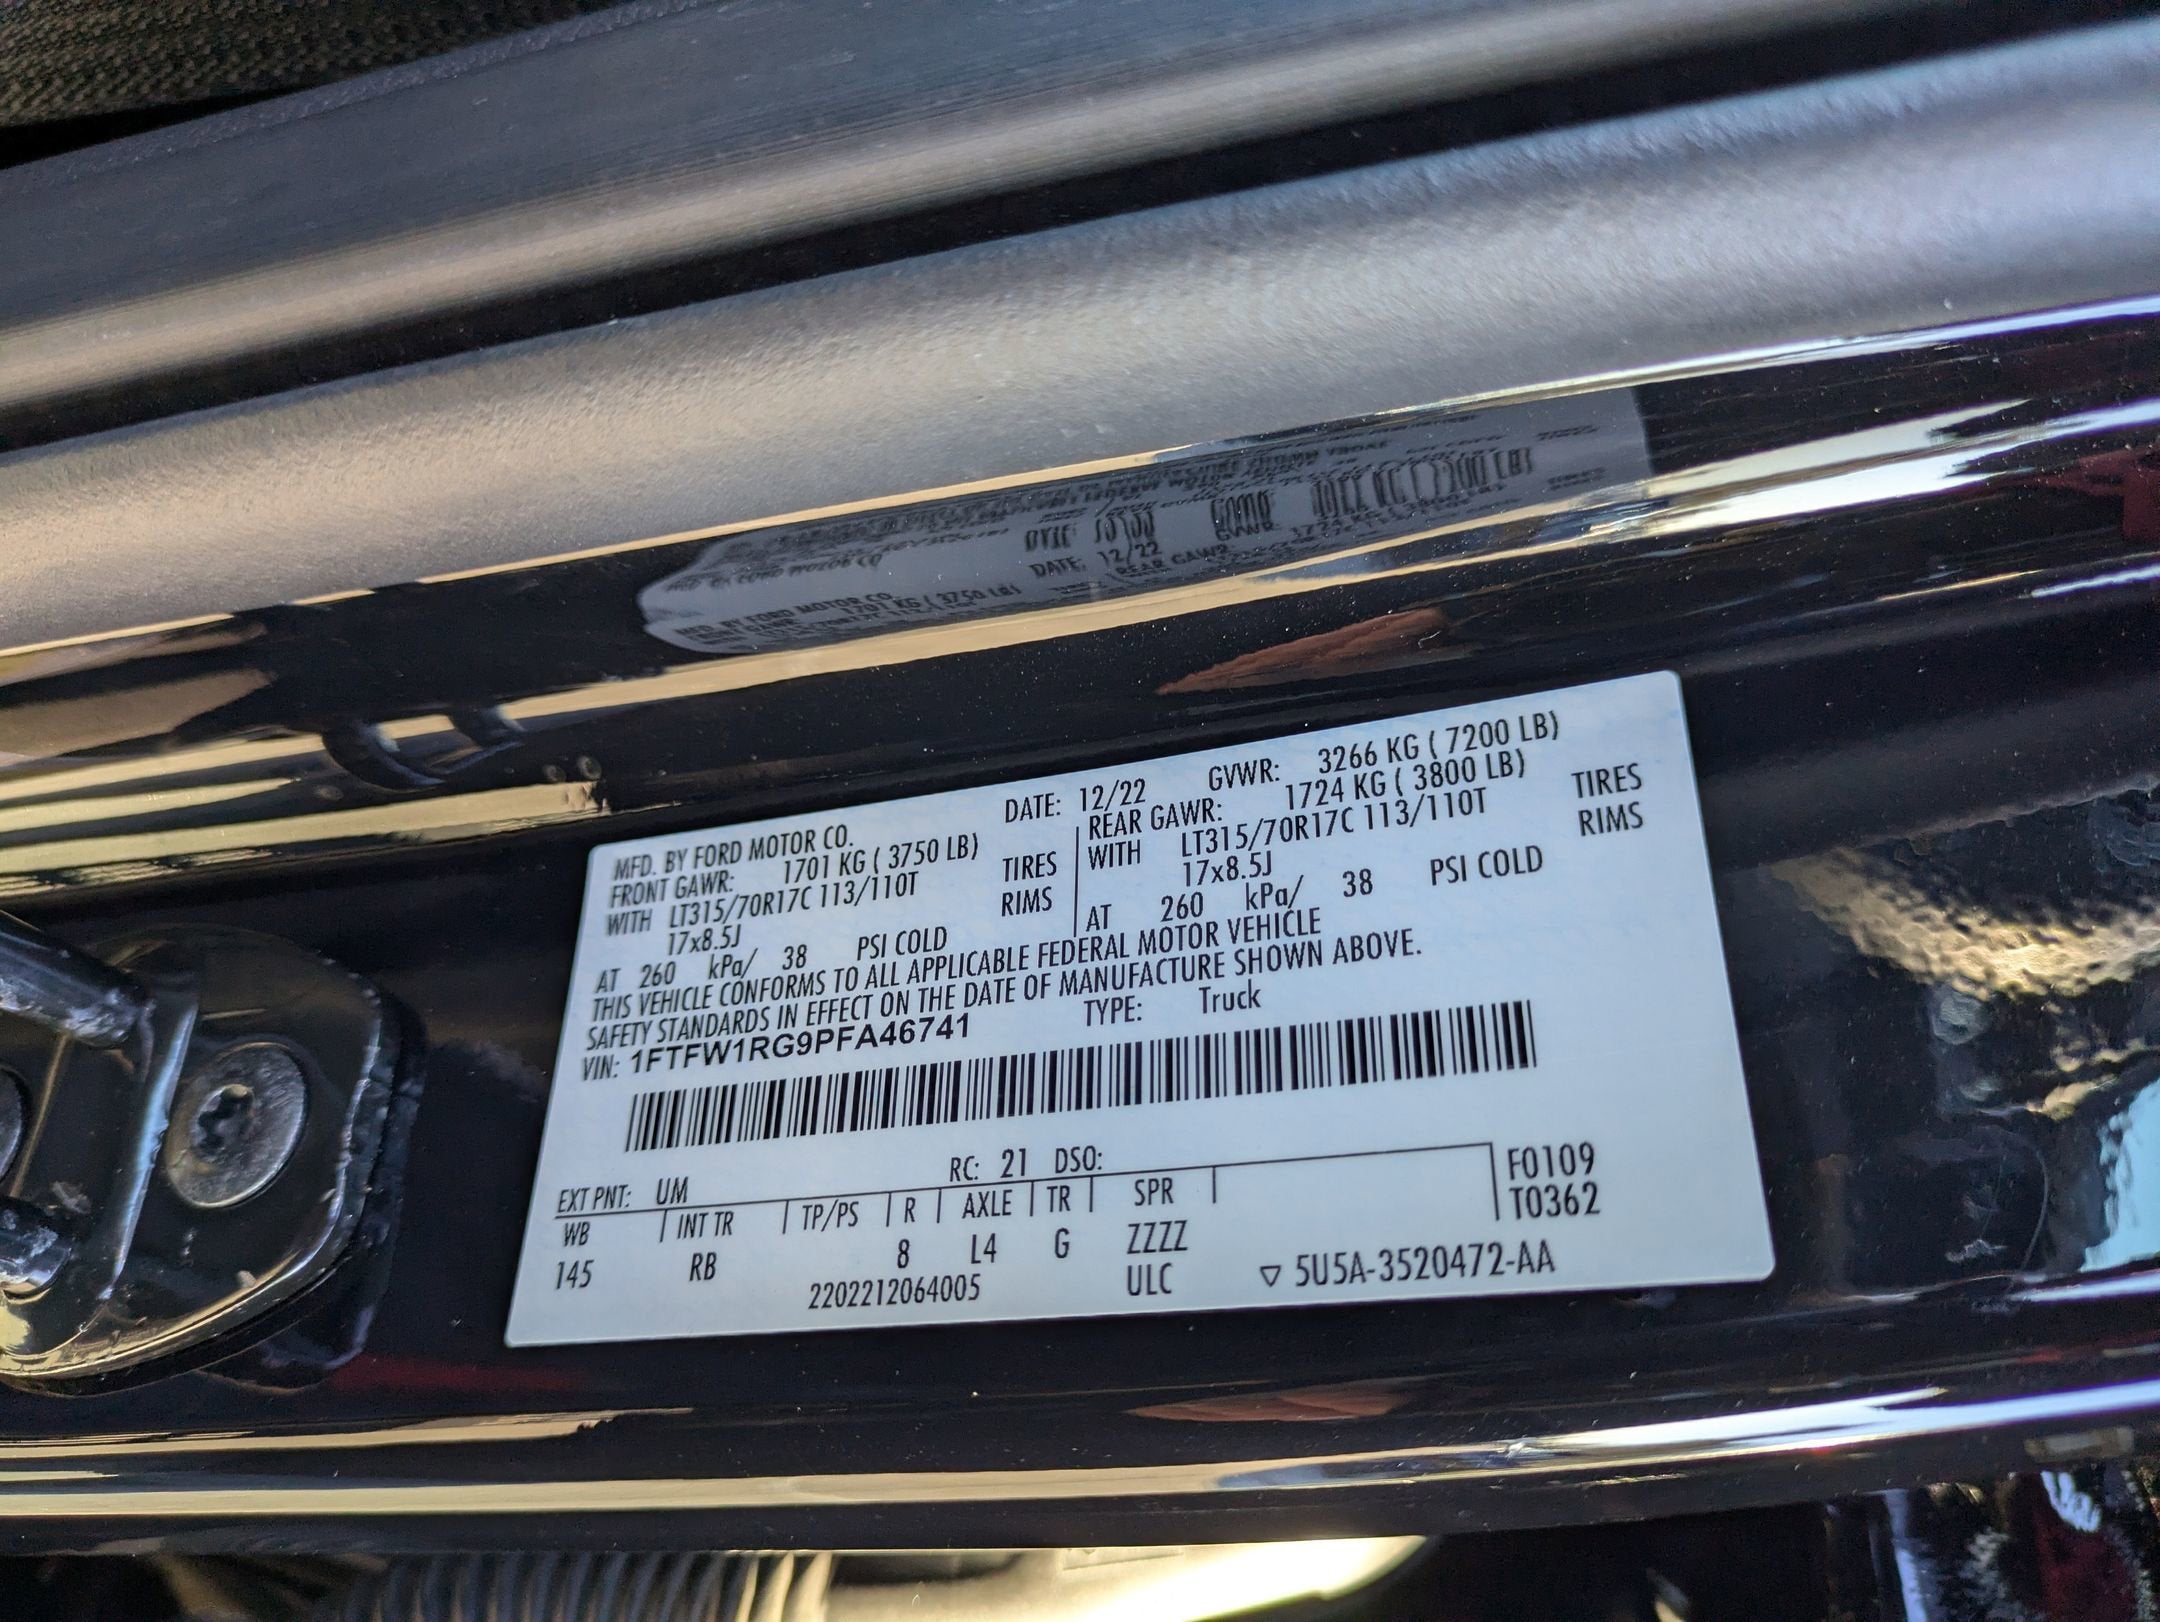 MFD. BY FORD MOTOR CO. DATE: 12/22 GVWR: 3266 KG ( 7200 LB)
FRONT GAWR: 1701 KG ( 3750 LB)
WITH LT315/70R17C 113/110T TIRES
17x8.5J RIMS
AT 260 kPa/ 38 PSI COLD
REAR GAWR: 1724 KG ( 3800 LB)
WITH LT315/70R17C 113/110T TIRES
17x8.5J RIMS
AT 260 kPa/ 38 PSI COLD
THIS VEHICLE CONFORMS TO ALL APPLICABLE FEDERAL MOTOR VEHICLE
SAFETY STANDARDS IN EFFECT ON THE DATE OF MANUFACTURE SHOWN ABOVE.
VIN: 1FTFW1RG9PFA46741 TYPE: Truck
EXT PNT: UM RC: 21 DSO:
WB INT TR TP/PS R AXLE TR SPR
145 RB 8 L4 G ZZZZ
2202212064005 ULC ▽ 5U5A-3520472-AA
F0109
T0362